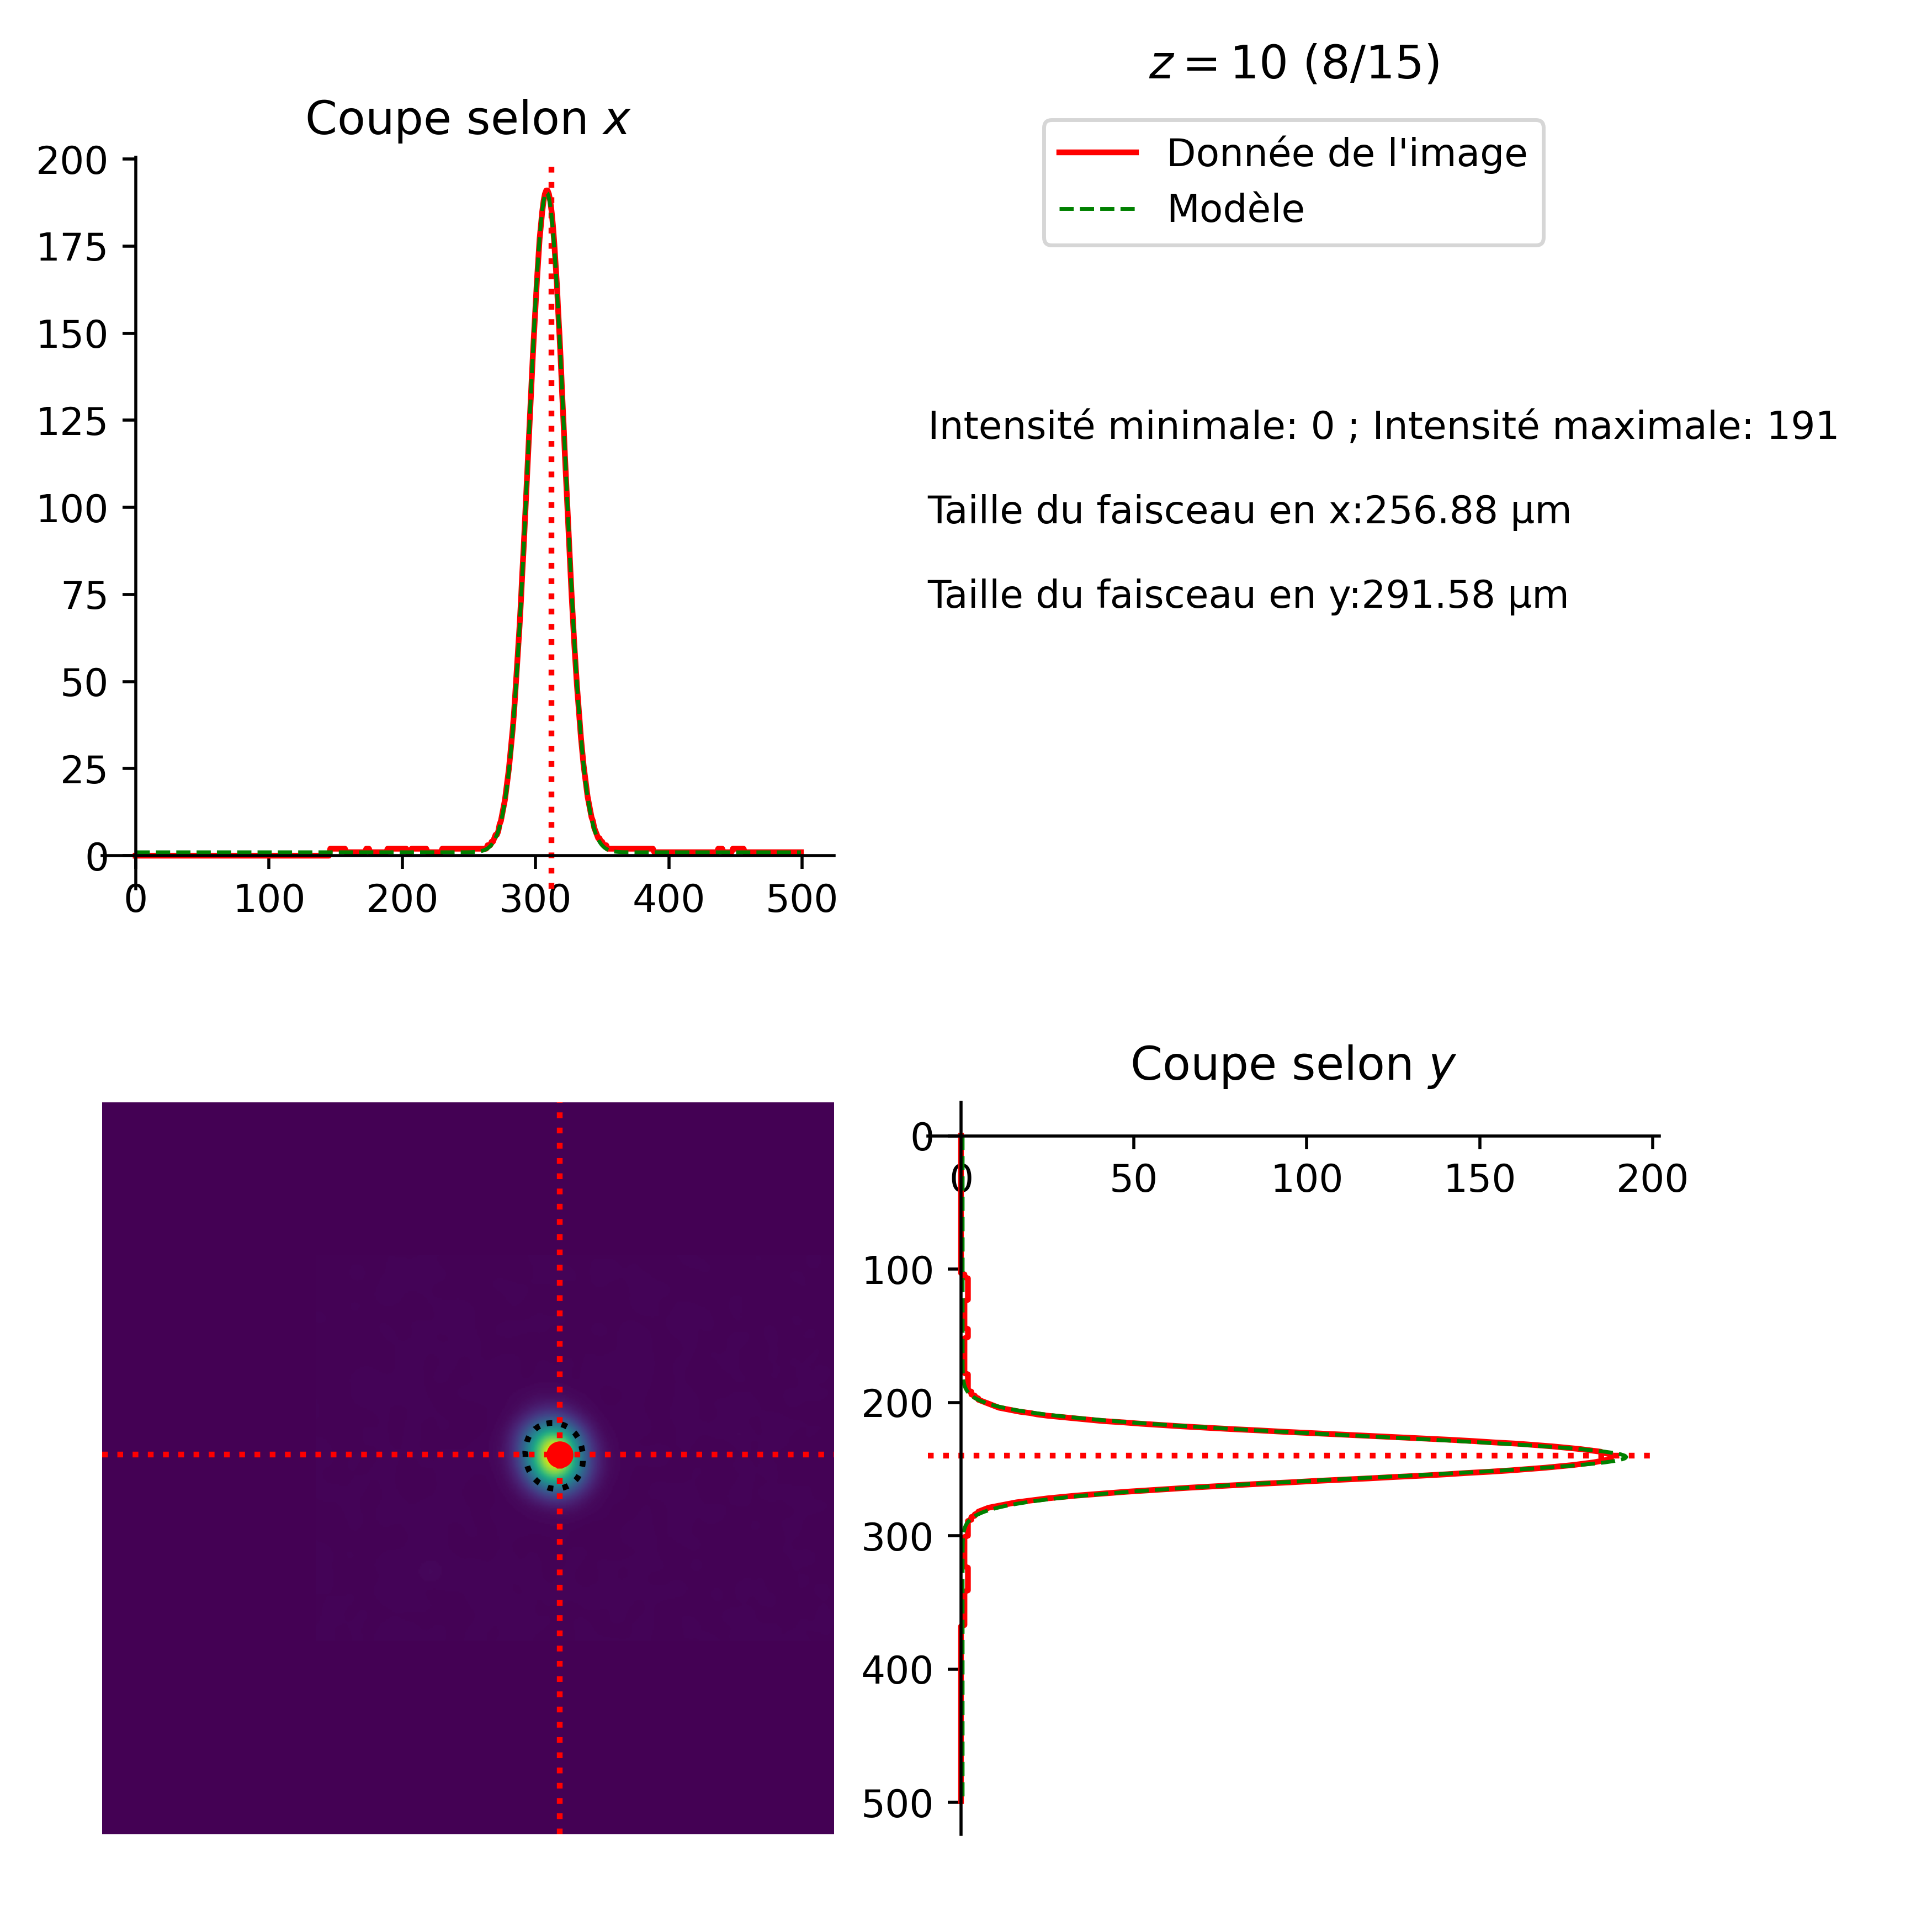 z = 10 (8/15)
Coupe selon x
Donnée de l'image
Modèle
200
175
150
125
100
75
50
25
0
0 100 200 300 400 500
Intensité minimale: 0 ; Intensité maximale: 191
Taille du faisceau en x:256.88 μm
Taille du faisceau en y:291.58 μm
Coupe selon y
0
0 50 100 150 200
100
200
300
400
500